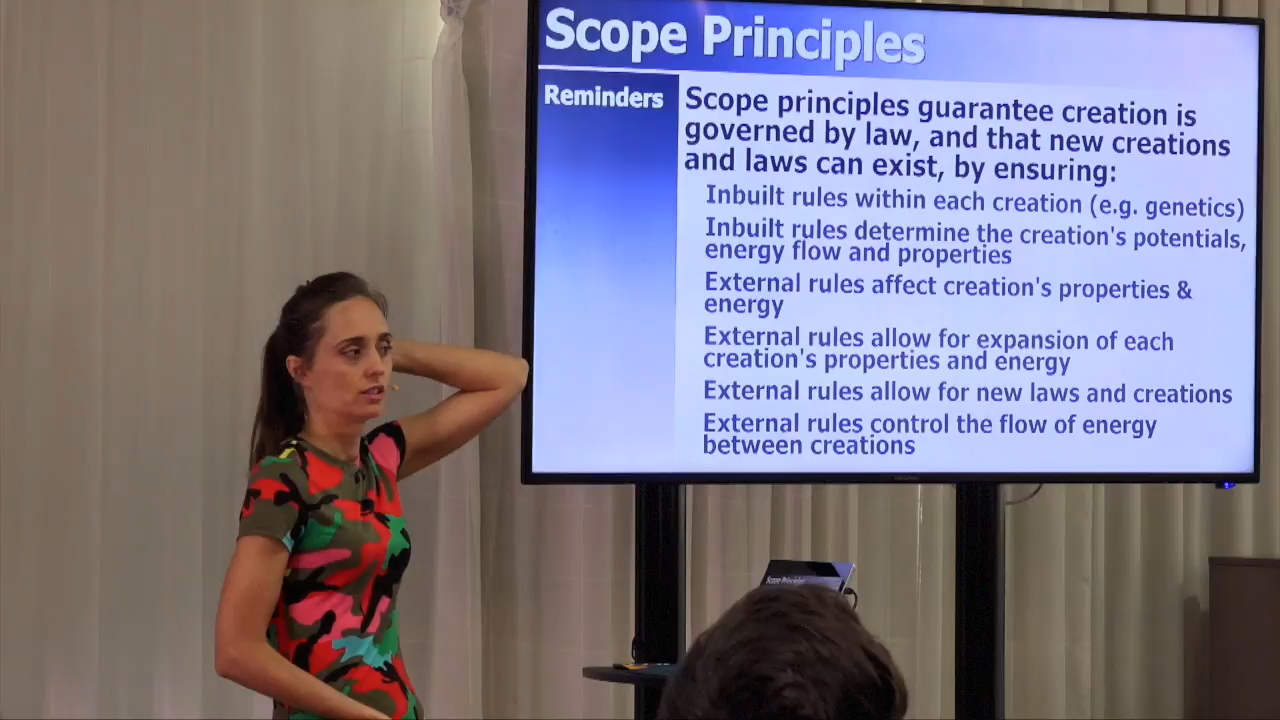 Scope Principles
Reminders
Scope principles guarantee creation is
governed by law, and that new creations
and laws can exist, by ensuring:
Inbuilt rules within each creation (e.g. genetics)
Inbuilt rules determine the creation's potentials,
energy flow and properties
External rules affect creation's properties &
energy
External rules allow for expansion of each
creation's properties and energy
External rules allow for new laws and creations
External rules control the flow of energy
between creations
Scope Principles